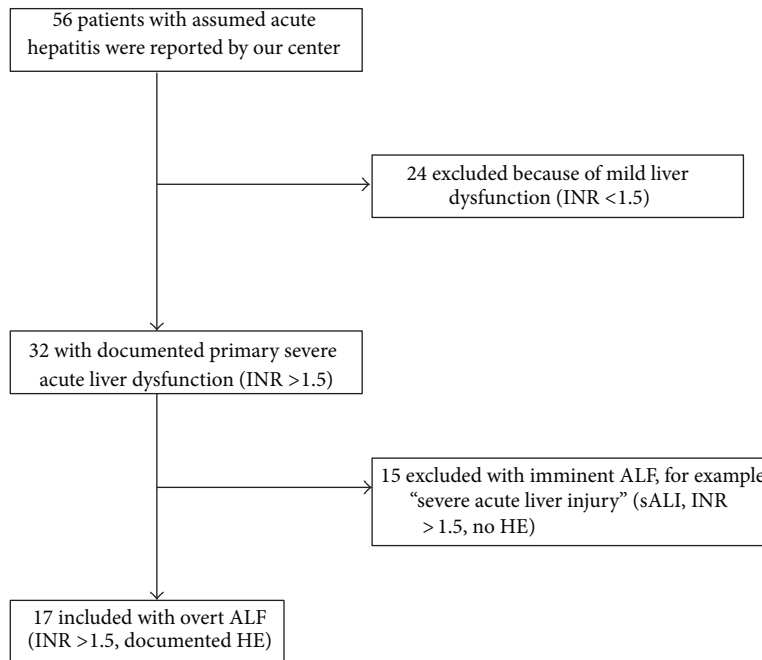 56 patients with assumed acute
hepatitis were reported by our center
24 excluded because of mild liver
dysfunction (INR <1.5)
32 with documented primary severe
acute liver dysfunction (INR >1.5)
15 excluded with imminent ALF, for example
“severe acute liver injury” (sALI, INR
> 1.5, no HE)
17 included with overt ALF
(INR >1.5, documented HE)